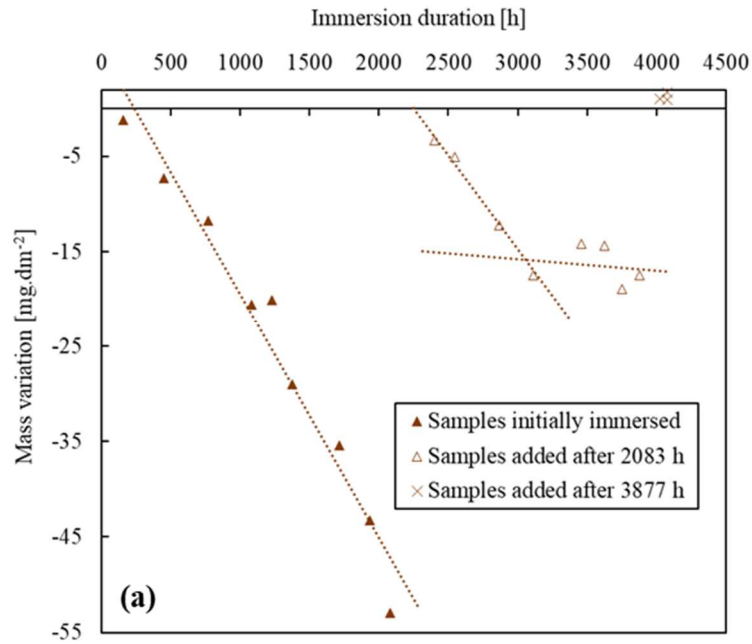 Immersion duration [h]
0 500 1000 1500 2000 2500 3000 3500 4000 4500
-5
-15
-25
-35
-45
-55
Mass variation [mg.dm⁻²]
Samples initially immersed
Samples added after 2083 h
Samples added after 3877 h
(a)